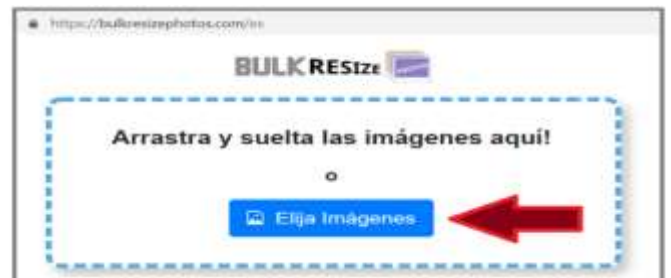 https://bulkresizephotos.com/es
BULK RESIZE
Arrastra y suelta las imágenes aquí!
o
Elija Imágenes